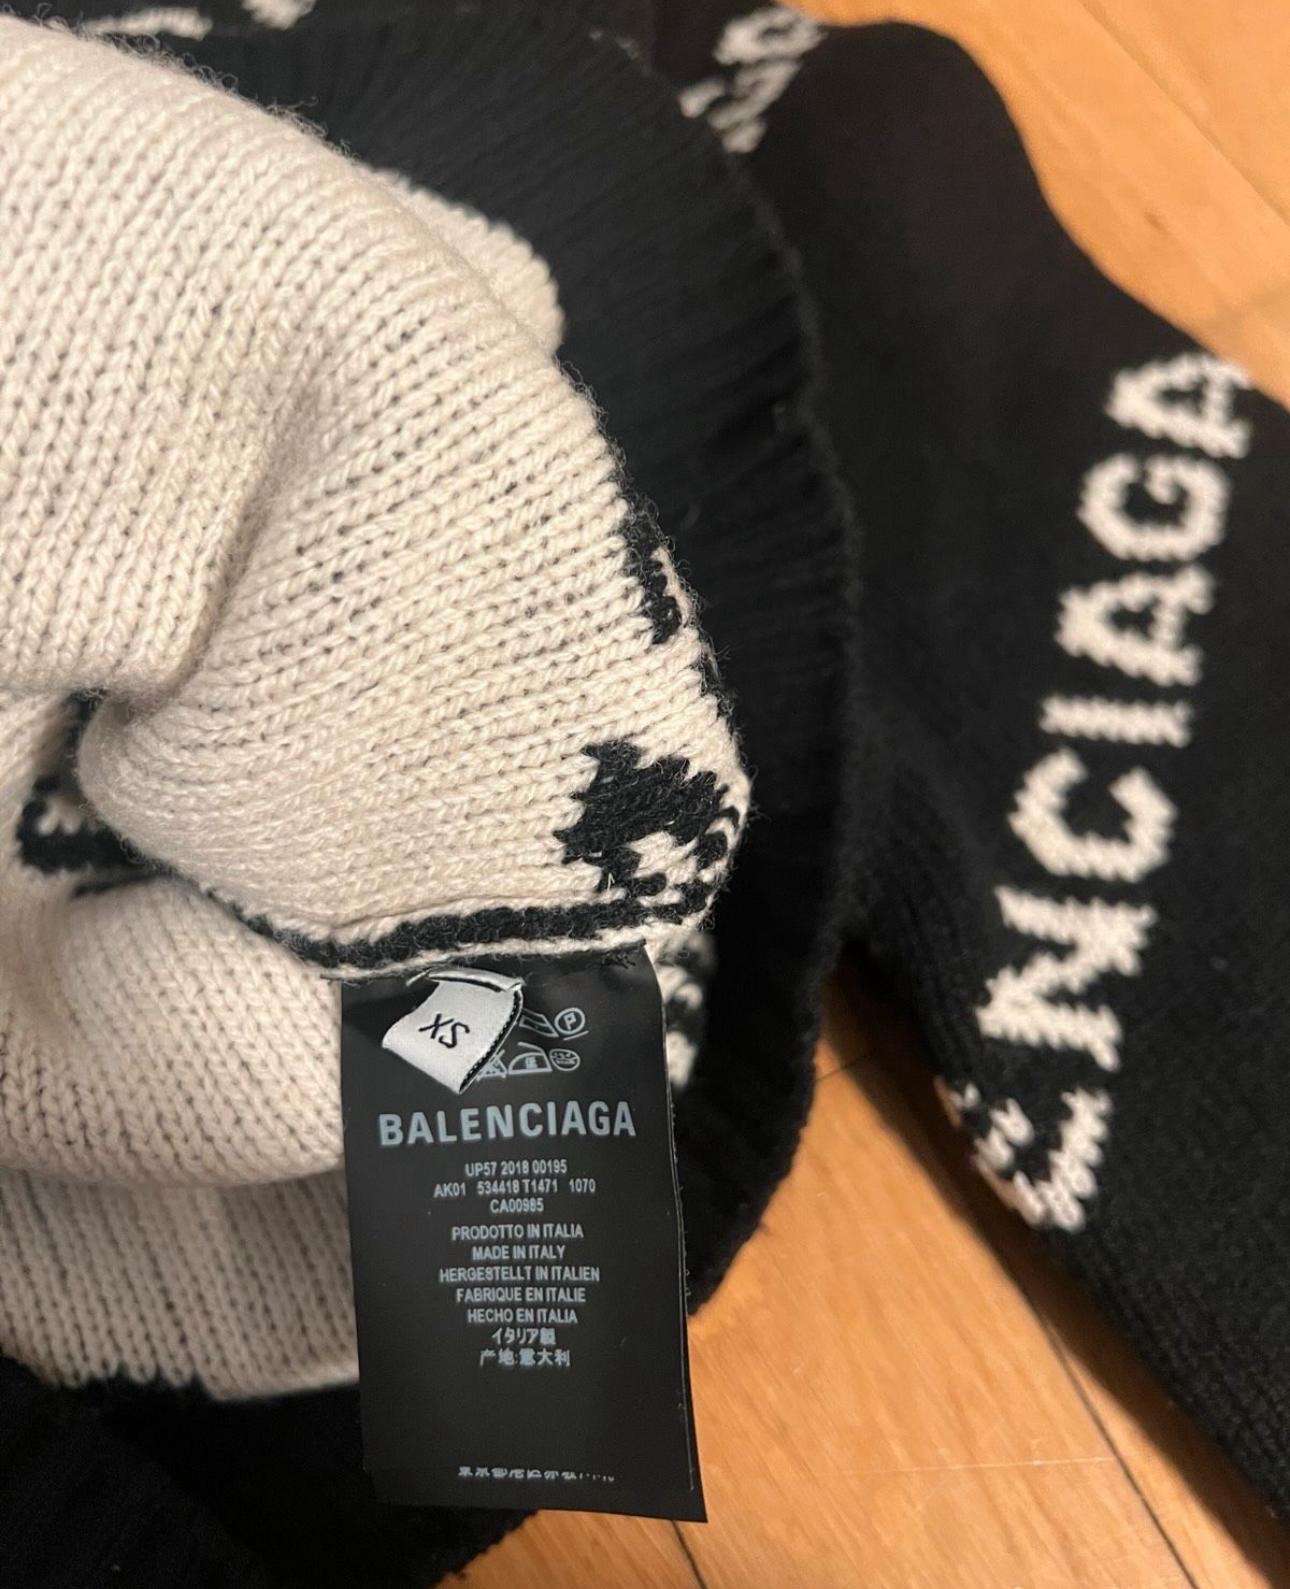 NCIAGA
XS
BALENCIAGA
UP57 2018 00195
AK01 534418 T1471 1070
CA00985
PRODOTTO IN ITALIA
MADE IN ITALY
HERGESTELLT IN ITALIEN
FABRIQUE EN ITALIE
HECHO EN ITALIA
イタリア製
产地:意大利